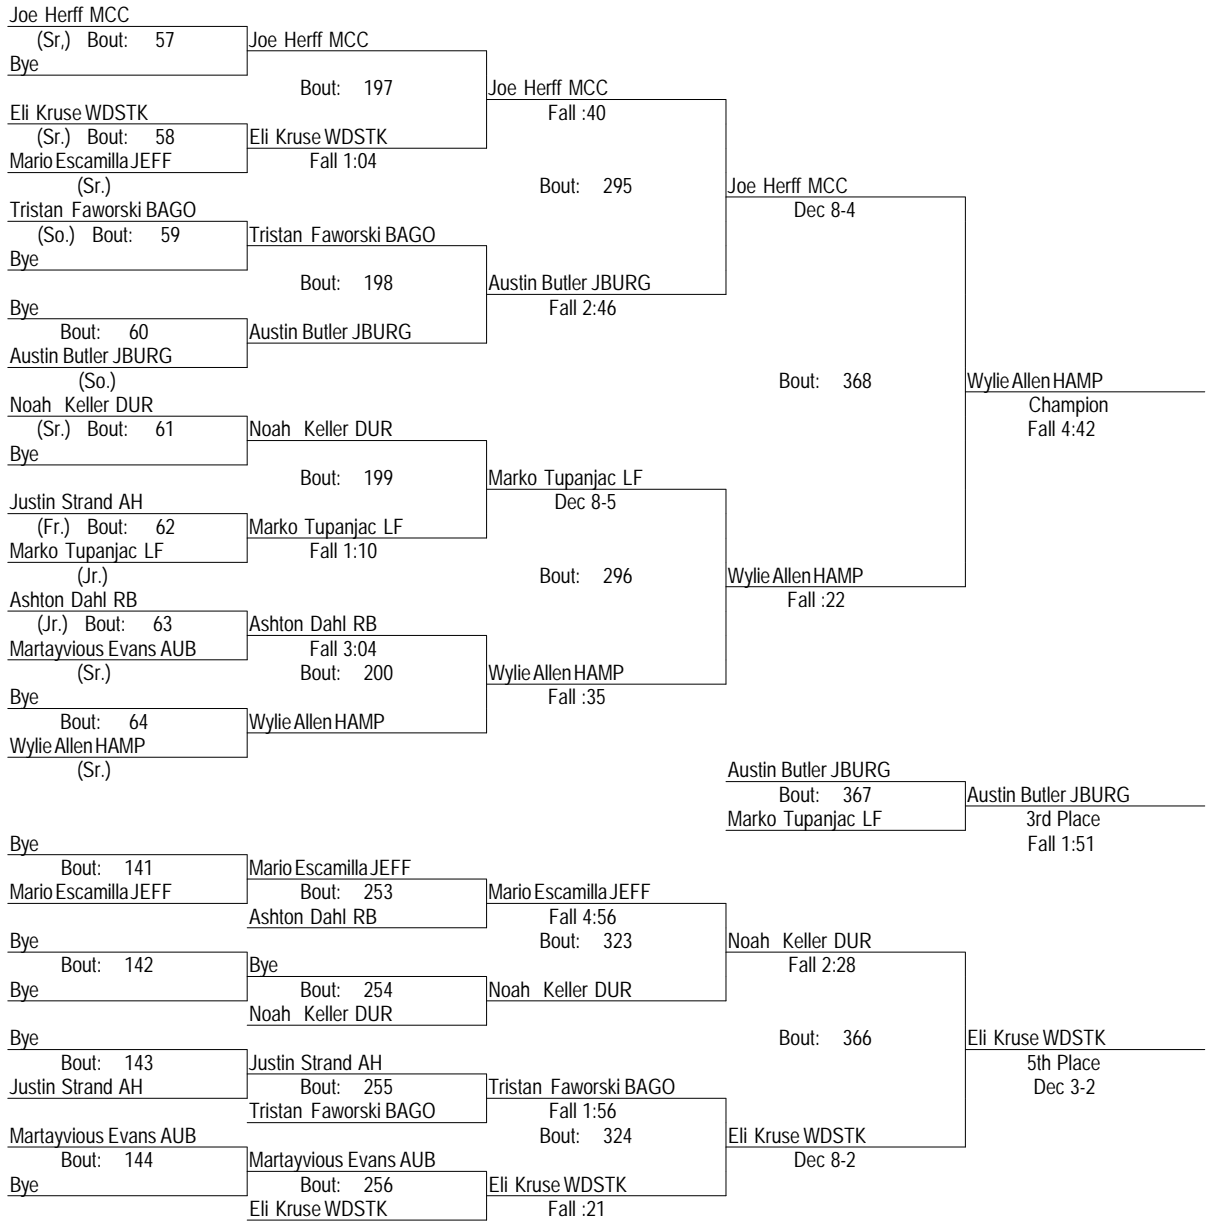 Joe Herff MCC
(Sr,) Bout: 57 Joe Herff MCC
Bye
Bout: 197 Joe Herff MCC
Eli Kruse WDSTK Fall :40
(Sr.) Bout: 58 Eli Kruse WDSTK
Mario Escamilla JEFF Fall 1:04
(Sr.) Bout: 295 Joe Herff MCC
Tristan Faworski BAGO Dec 8-4
(So.) Bout: 59 Tristan Faworski BAGO
Bye
Bout: 198 Austin Butler JBURG
Bye Fall 2:46
Bout: 60 Austin Butler JBURG
Austin Butler JBURG
(So.) Bout: 368 Wylie Allen HAMP
Noah Keller DUR Champion
(Sr.) Bout: 61 Noah Keller DUR Fall 4:42
Bye
Bout: 199 Marko Tupanjac LF
Justin Strand AH Dec 8-5
(Fr.) Bout: 62 Marko Tupanjac LF
Marko Tupanjac LF Fall 1:10
(Jr.) Bout: 296 Wylie Allen HAMP
Ashton Dahl RB Fall :22
(Jr.) Bout: 63 Ashton Dahl RB
Martayvious Evans AUB Fall 3:04
(Sr.) Bout: 200 Wylie Allen HAMP
Bye Fall :35
Bout: 64 Wylie Allen HAMP
Wylie Allen HAMP
(Sr.) Austin Butler JBURG
Bout: 367 Austin Butler JBURG
Marko Tupanjac LF 3rd Place
Bye Fall 1:51
Bout: 141 Mario Escamilla JEFF
Mario Escamilla JEFF Bout: 253 Mario Escamilla JEFF
Ashton Dahl RB Fall 4:56
Bye Bout: 323 Noah Keller DUR
Bout: 142 Bye Fall 2:28
Bye Bout: 254 Noah Keller DUR
Noah Keller DUR
Bye Bout: 366 Eli Kruse WDSTK
Bout: 143 Justin Strand AH 5th Place
Justin Strand AH Bout: 255 Tristan Faworski BAGO Dec 3-2
Tristan Faworski BAGO Fall 1:56
Martayvious Evans AUB Bout: 324 Eli Kruse WDSTK
Bout: 144 Martayvious Evans AUB Dec 8-2
Bye Bout: 256 Eli Kruse WDSTK
Eli Kruse WDSTK Fall :21